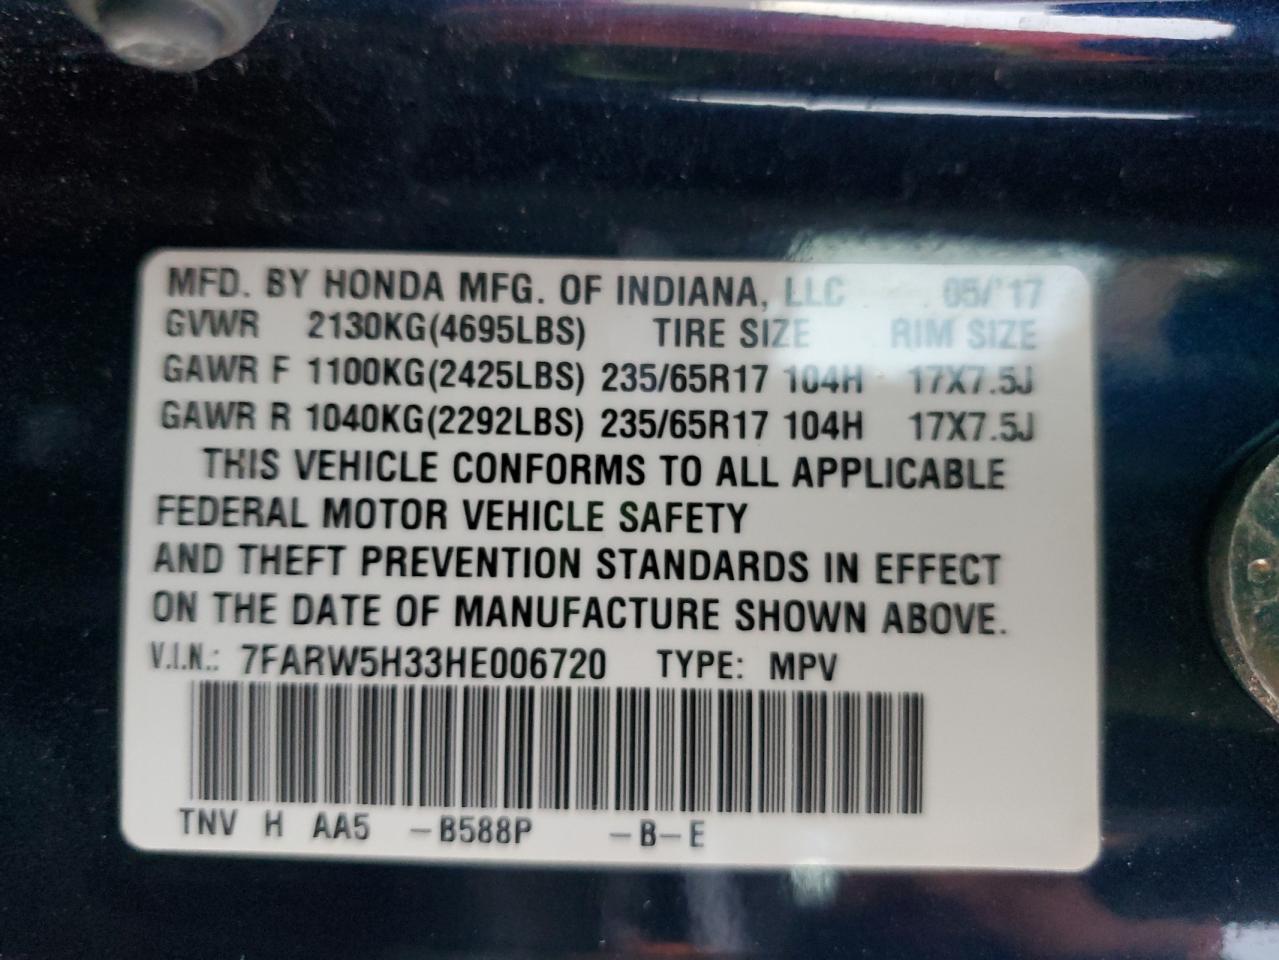 MFD. BY HONDA MFG. OF INDIANA, LLC 05/'17
GVWR 2130KG(4695LBS) TIRE SIZE RIM SIZE
GAWR F 1100KG(2425LBS) 235/65R17 104H 17X7.5J
GAWR R 1040KG(2292LBS) 235/65R17 104H 17X7.5J
THIS VEHICLE CONFORMS TO ALL APPLICABLE
FEDERAL MOTOR VEHICLE SAFETY
AND THEFT PREVENTION STANDARDS IN EFFECT
ON THE DATE OF MANUFACTURE SHOWN ABOVE.
V.I.N.: 7FARW5H33HE006720 TYPE: MPV
TNV H AA5 -B588P -B-E